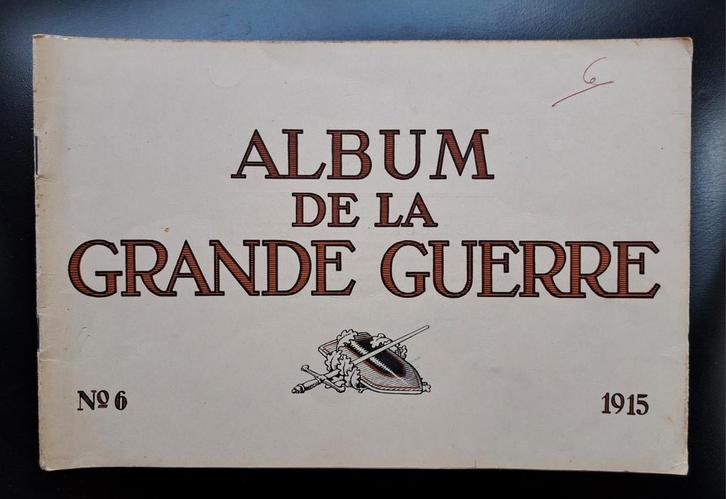 6
ALBUM
DE LA
GRANDE GUERRE
Nº 6
1915